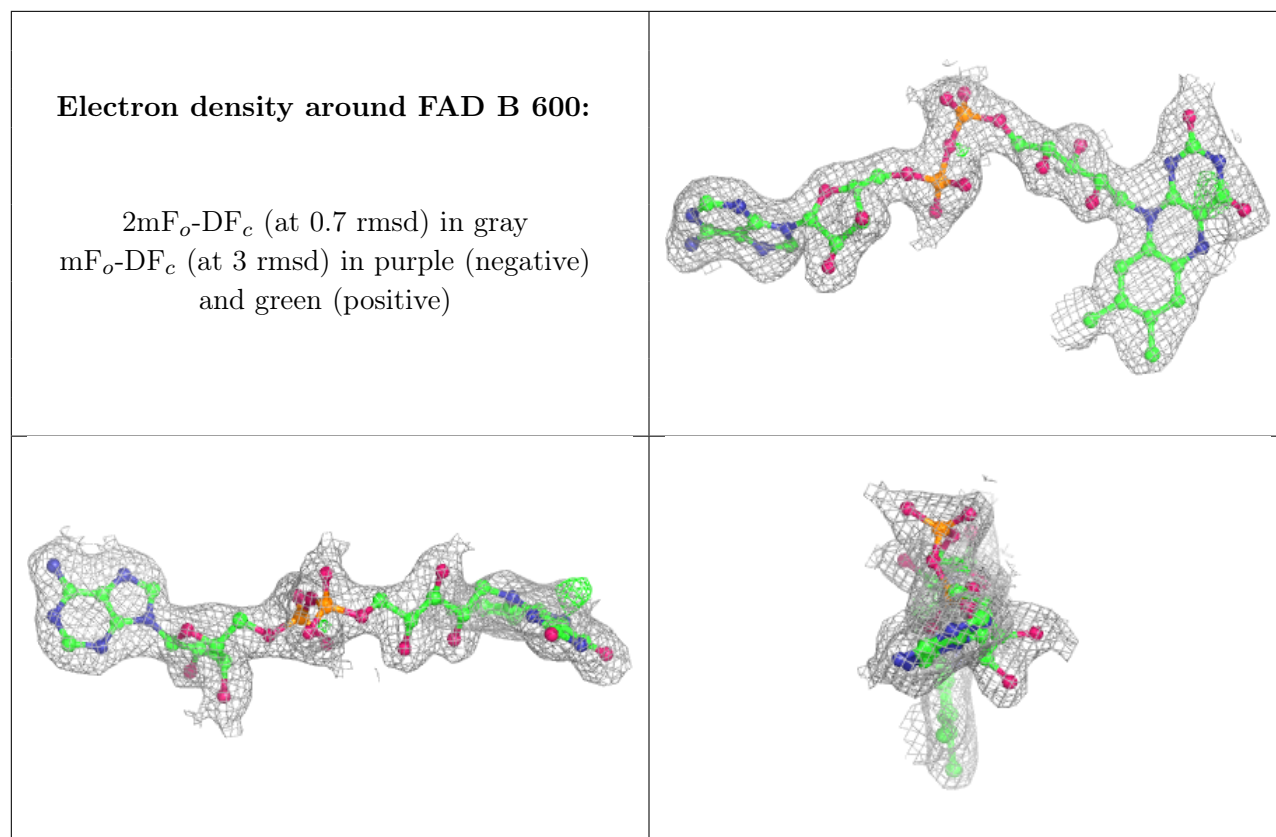 Electron density around FAD B 600:
2mFo-DFc (at 0.7 rmsd) in gray
mFo-DFc (at 3 rmsd) in purple (negative)
and green (positive)